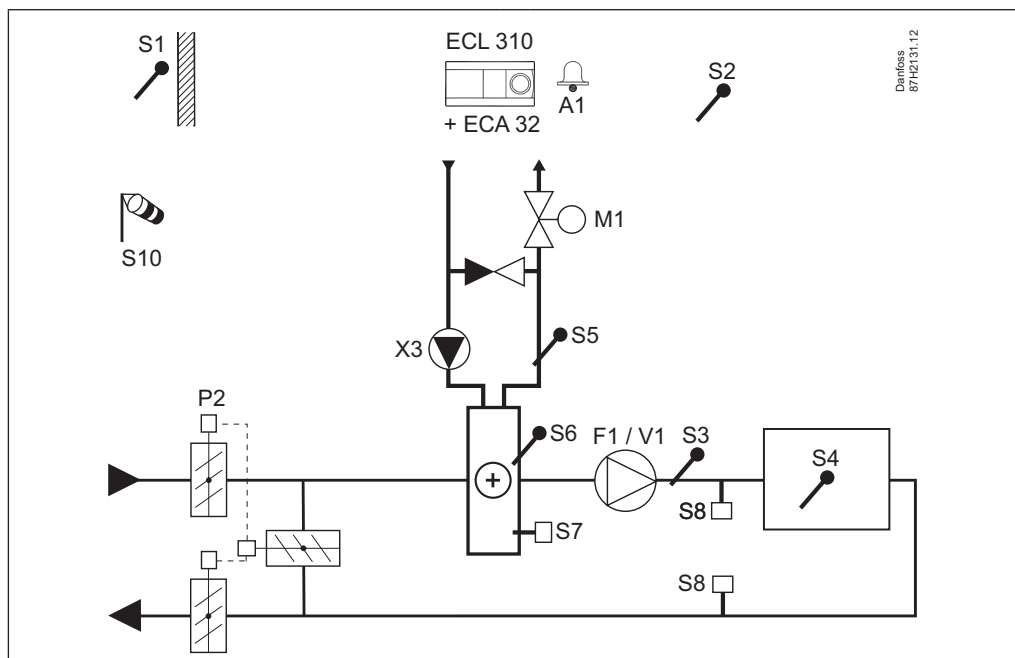 S1
ECL 310
A1
+ ECA 32
S2
Danfoss
87H2131.12
S10
M1
X3
S5
P2
S6
F1 / V1
S3
S4
S8
S7
S8